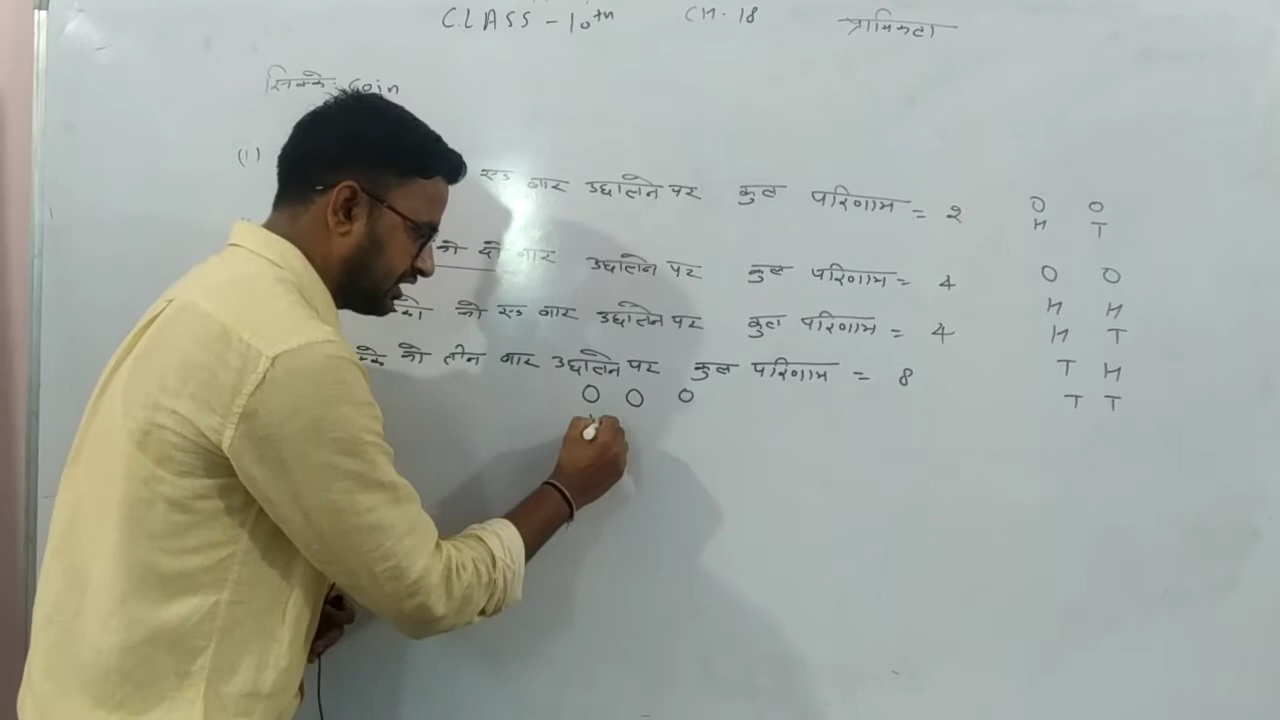 CLASS - 10th CH. 18 प्रायिकता
सिक्के: Coin
(1)
एक बार उछालने पर कुल परिणाम = २ O O
H T
को दो बार उछालने पर कुल परिणाम = 4 O O
H H
को एक बार उछालने पर कुल परिणाम = 4 H T
T H
को तीन बार उछालने पर कुल परिणाम = 8
T T
O O O